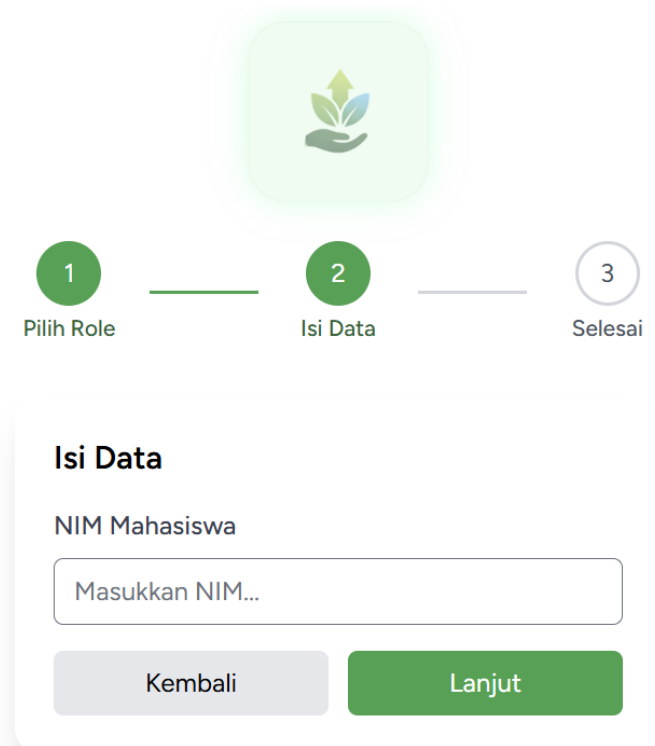 1
2
3
Pilih Role
Isi Data
Selesai
Isi Data
NIM Mahasiswa
Masukkan NIM...
Kembali
Lanjut